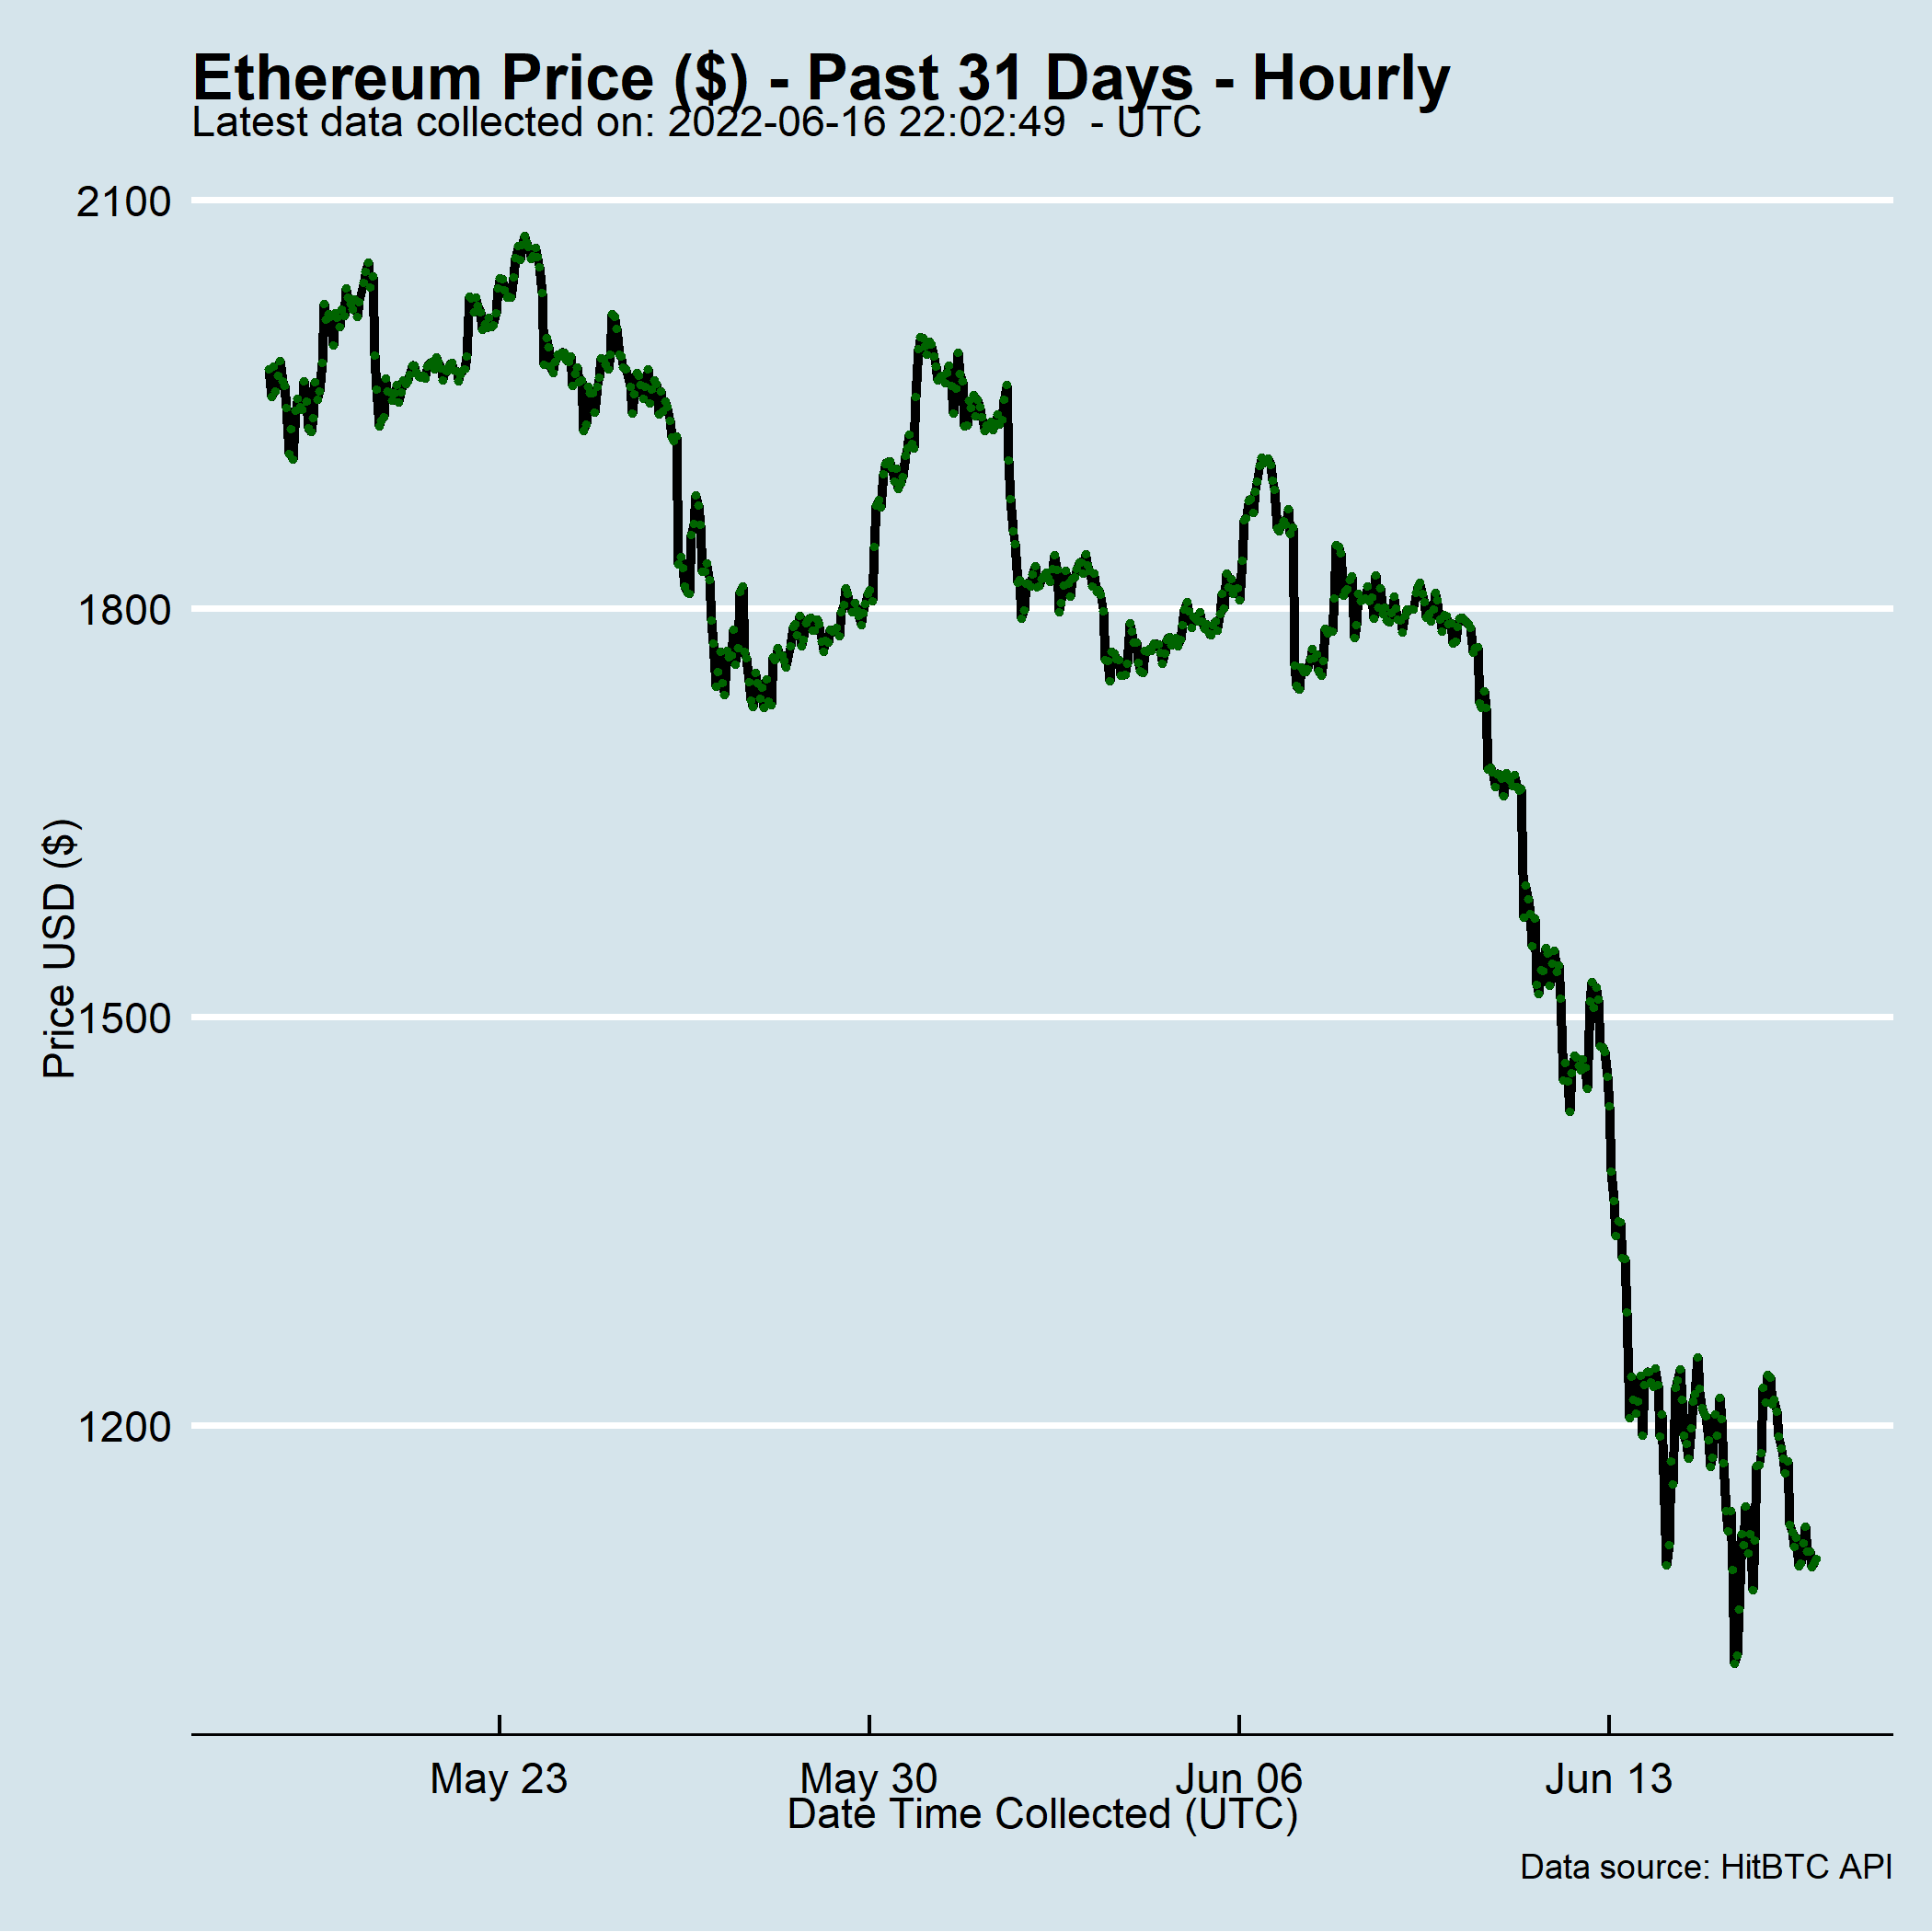 Ethereum Price ($) - Past 31 Days - Hourly
Latest data collected on: 2022-06-16 22:02:49  - UTC
2100
1800
1500
1200
Price USD ($)
May 23
May 30
Jun 06
Jun 13
Date Time Collected (UTC)
Data source: HitBTC API